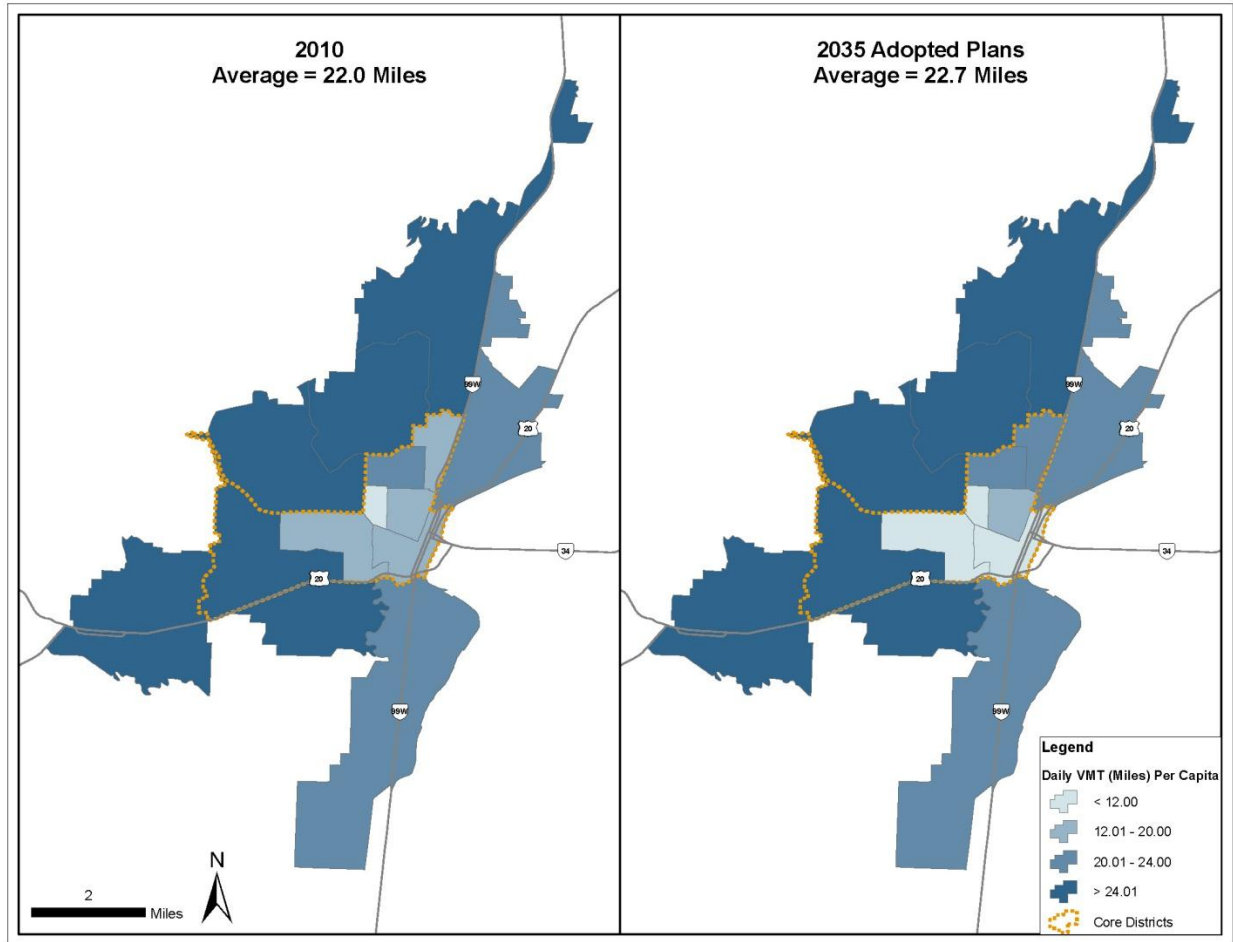 2010
Average = 22.0 Miles
99W
20
34
20
99W
2
Miles
N
2035 Adopted Plans
Average = 22.7 Miles
99W
20
34
20
99W
Legend
Daily VMT (Miles) Per Capita
< 12.00
12.01 - 20.00
20.01 - 24.00
> 24.01
Core Districts